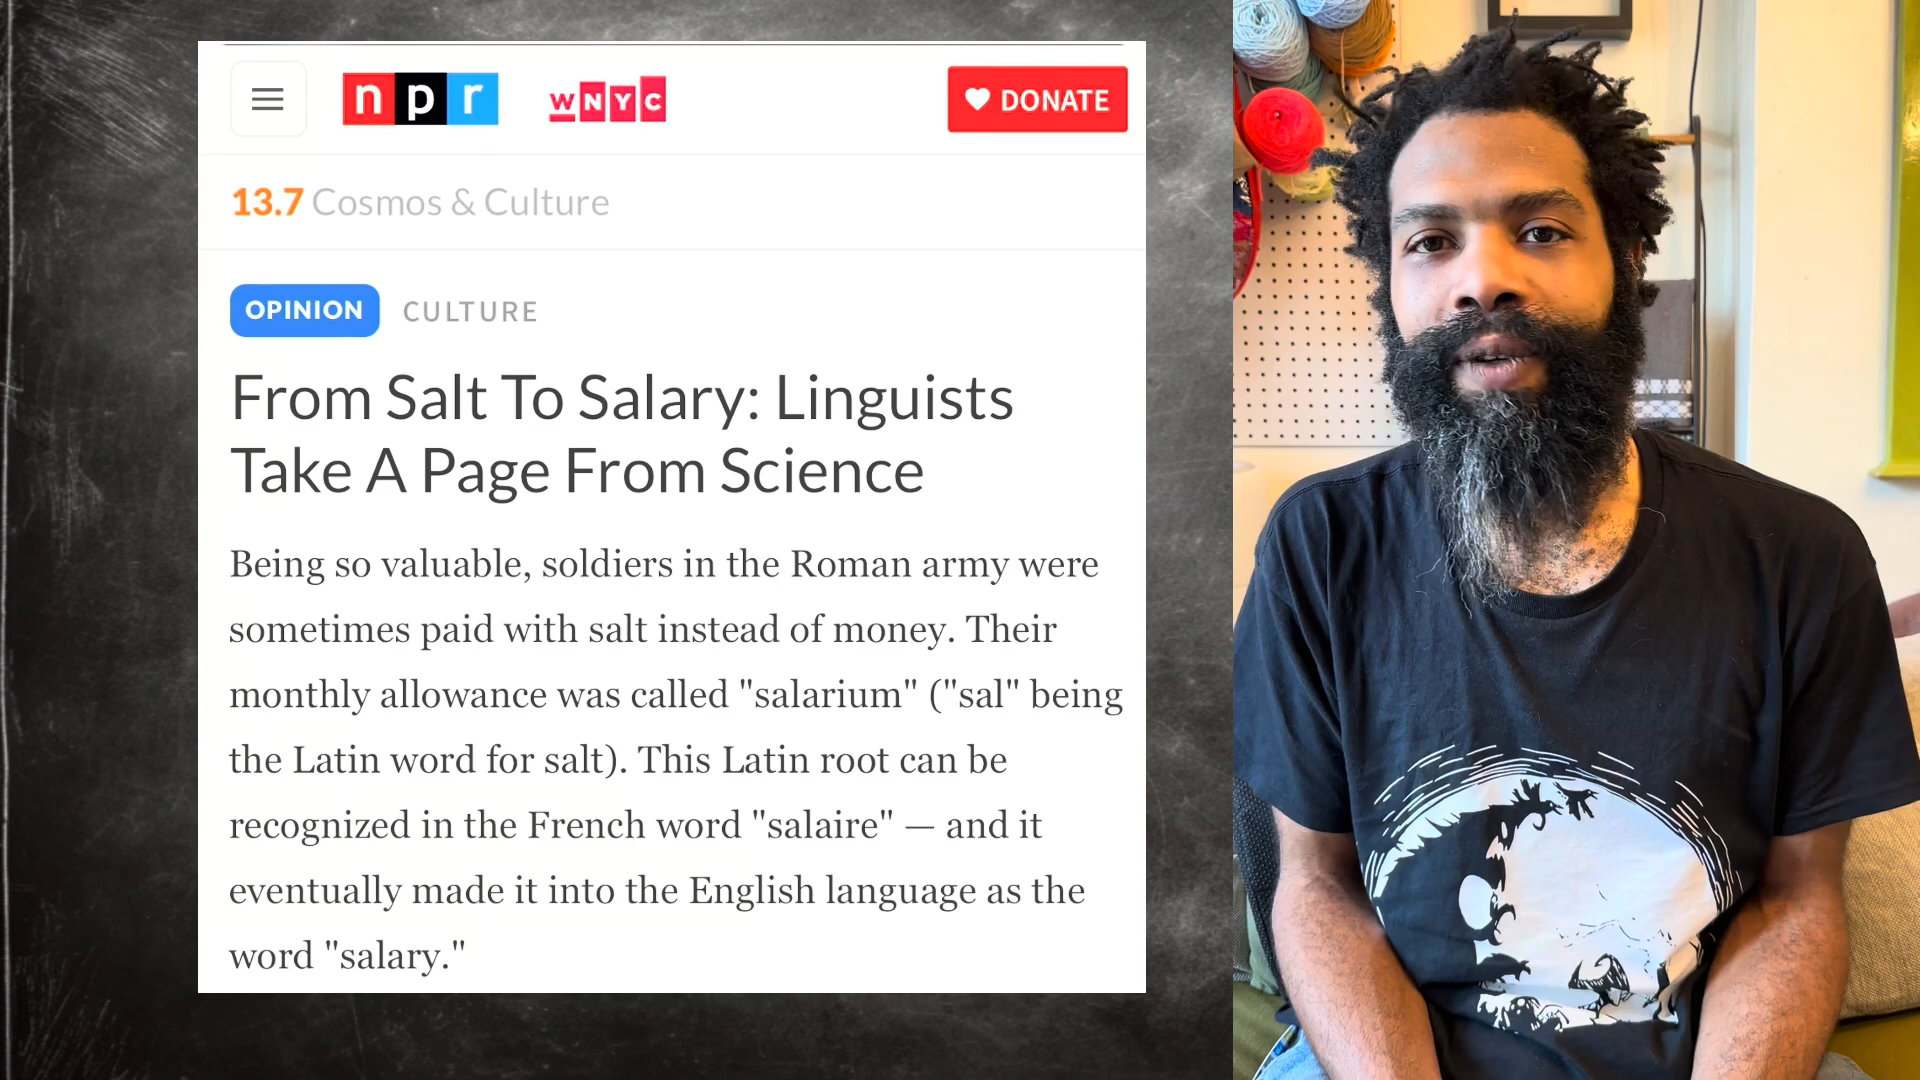 npr WNYC DONATE
13.7 Cosmos & Culture
OPINION CULTURE
From Salt To Salary: Linguists
Take A Page From Science
Being so valuable, soldiers in the Roman army were
sometimes paid with salt instead of money. Their
monthly allowance was called "salarium" ("sal" being
the Latin word for salt). This Latin root can be
recognized in the French word "salaire" — and it
eventually made it into the English language as the
word "salary."